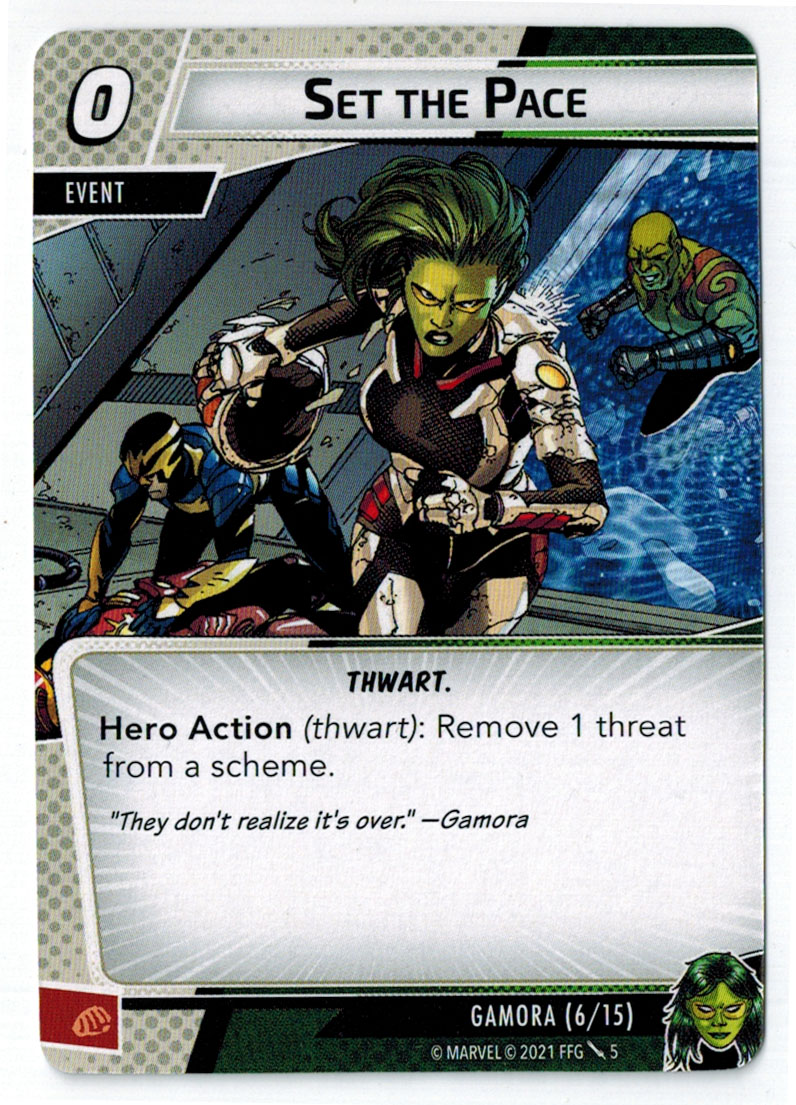 0
SET THE PACE
EVENT
THWART.
Hero Action (thwart): Remove 1 threat
from a scheme.
"They don't realize it's over." —Gamora
GAMORA (6/15)
© MARVEL © 2021 FFG 5